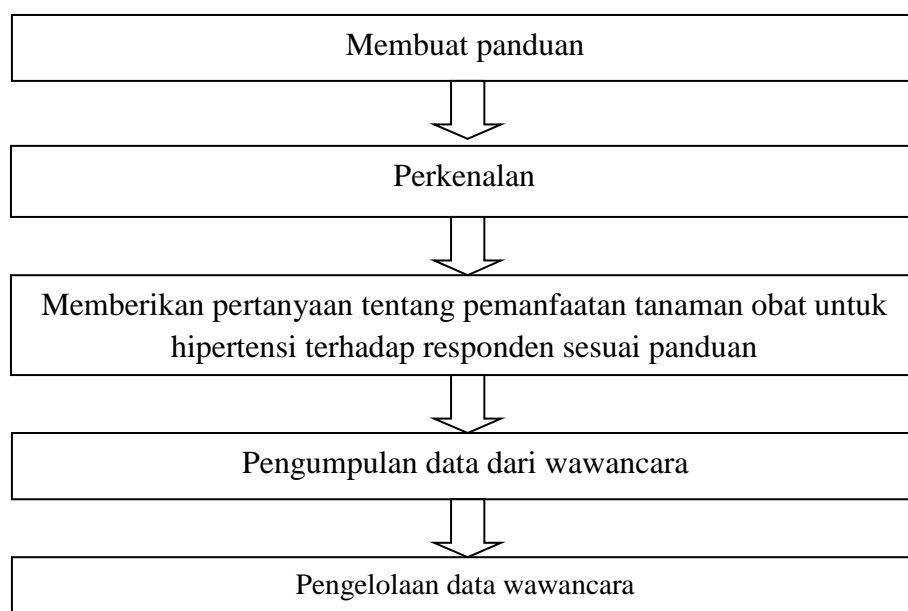 Membuat panduan
Perkenalan
Memberikan pertanyaan tentang pemanfaatan tanaman obat untuk
hipertensi terhadap responden sesuai panduan
Pengumpulan data dari wawancara
Pengelolaan data wawancara